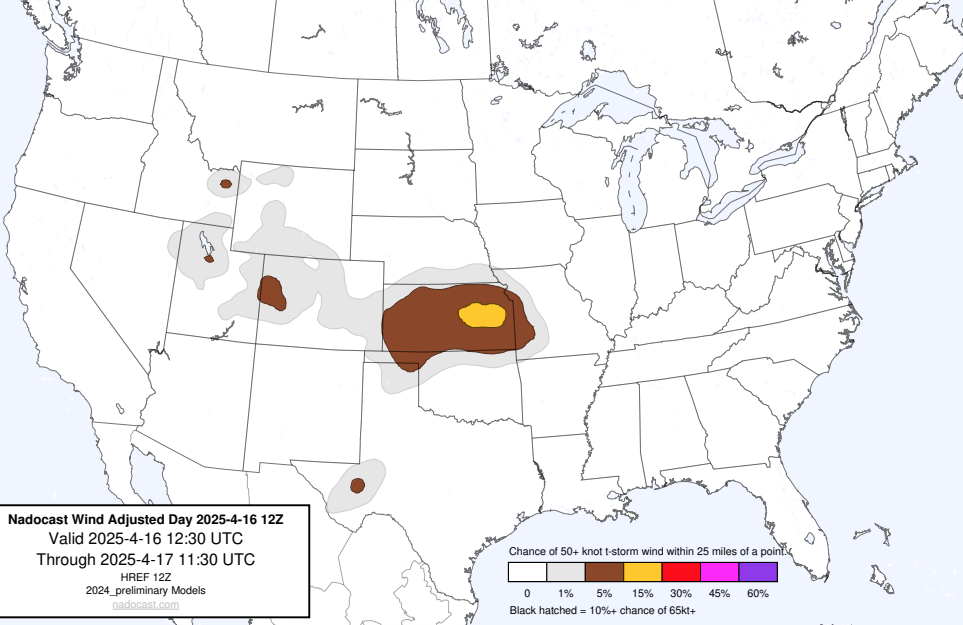 Nadocast Wind Adjusted Day 2025-4-16 12Z
Valid 2025-4-16 12:30 UTC
Through 2025-4-17 11:30 UTC
HREF 12Z
2024_preliminary Models
nadocast.com
Chance of 50+ knot t-storm wind within 25 miles of a point.
0 1% 5% 15% 30% 45% 60%
Black hatched = 10%+ chance of 65kt+